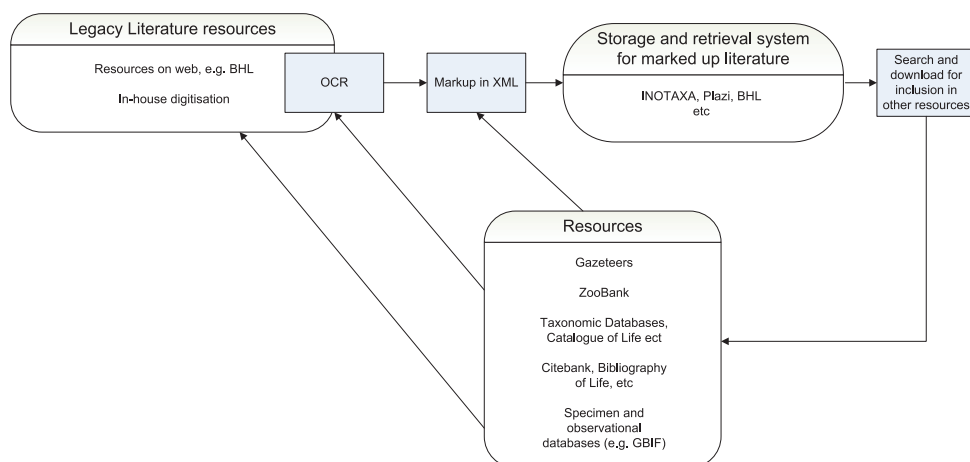 Legacy Literature resources
Resources on web, e.g. BHL
In-house digitisation
OCR
Markup in XML
Storage and retrieval system
for marked up literature
INOTAXA, Plazi, BHL
etc
Search and
download for
inclusion in
other resources
Resources
Gazeteers
ZooBank
Taxonomic Databases,
Catalogue of Life ect
Citebank, Bibliography
of Life, etc
Specimen and
observational
databases (e.g. GBIF)